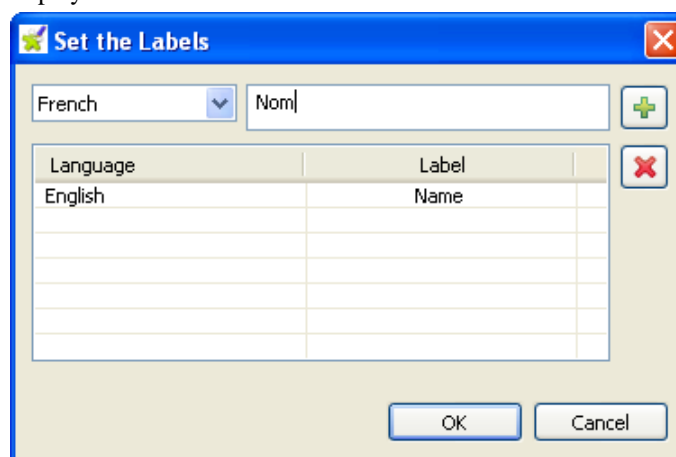 Set the Labels
French Nom
Language Label
English Name
OK Cancel